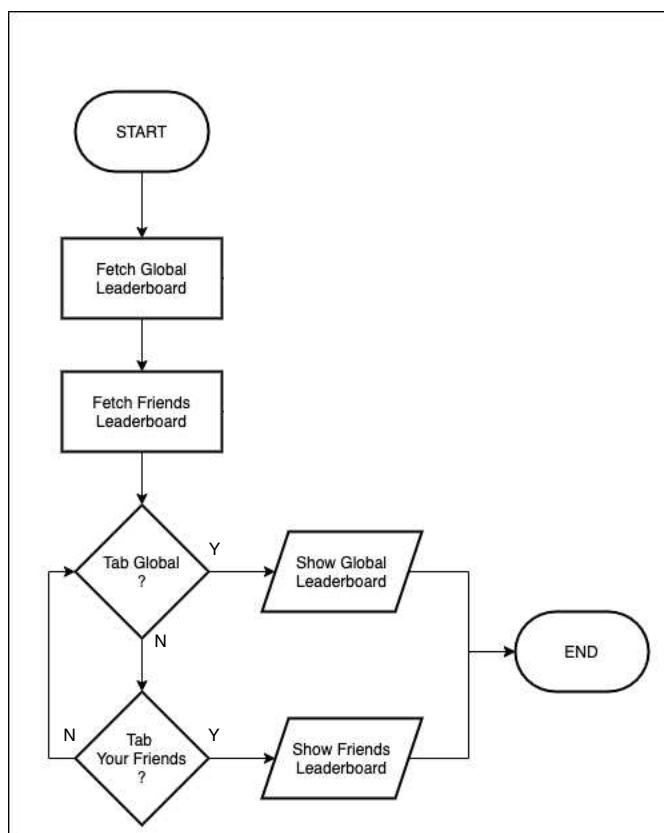 START
Fetch Global
Leaderboard
Fetch Friends
Leaderboard
Tab Global
?
Y
Show Global
Leaderboard
N
END
N
Tab
Your Friends
?
Y
Show Friends
Leaderboard